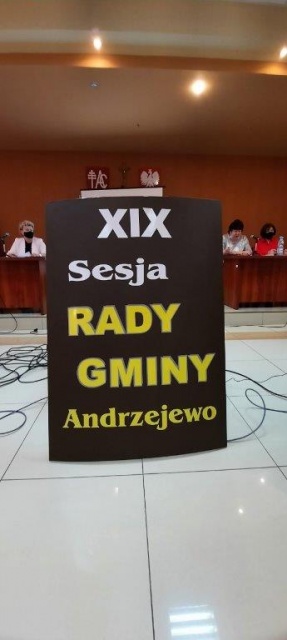 XIX
Sesja
RADY
GMINY
Andrzejewo